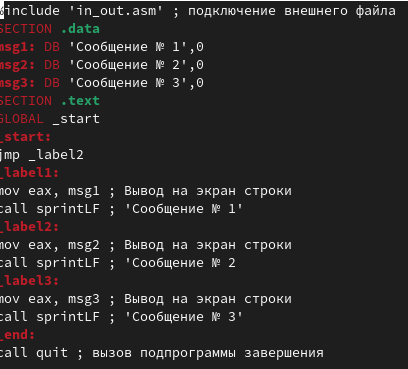 %include 'in_out.asm' ; подключение внешнего файла
SECTION .data
msg1: DB 'Сообщение № 1',0
msg2: DB 'Сообщение № 2',0
msg3: DB 'Сообщение № 3',0
SECTION .text
GLOBAL _start
_start:
jmp _label2
_label1:
mov eax, msg1 ; Вывод на экран строки
call sprintLF ; 'Сообщение № 1'
_label2:
mov eax, msg2 ; Вывод на экран строки
call sprintLF ; 'Сообщение № 2
_label3:
mov eax, msg3 ; Вывод на экран строки
call sprintLF ; 'Сообщение № 3'
_end:
call quit ; вызов подпрограммы завершения